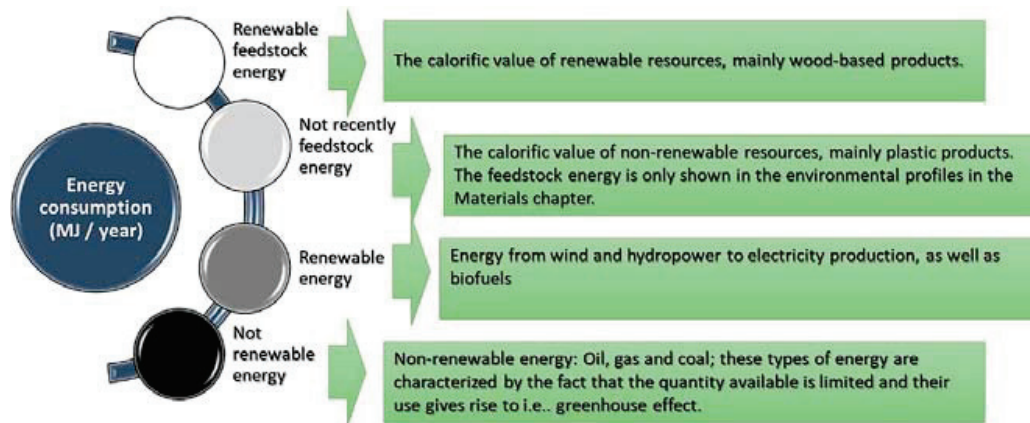 Energy
consumption
(MJ / year)
Renewable
feedstock
energy
The calorific value of renewable resources, mainly wood-based products.
Not recently
feedstock
energy
The calorific value of non-renewable resources, mainly plastic products.
The feedstock energy is only shown in the environmental profiles in the
Materials chapter.
Renewable
energy
Energy from wind and hydropower to electricity production, as well as
biofuels
Not
renewable
energy
Non-renewable energy: Oil, gas and coal; these types of energy are
characterized by the fact that the quantity available is limited and their
use gives rise to i.e.. greenhouse effect.